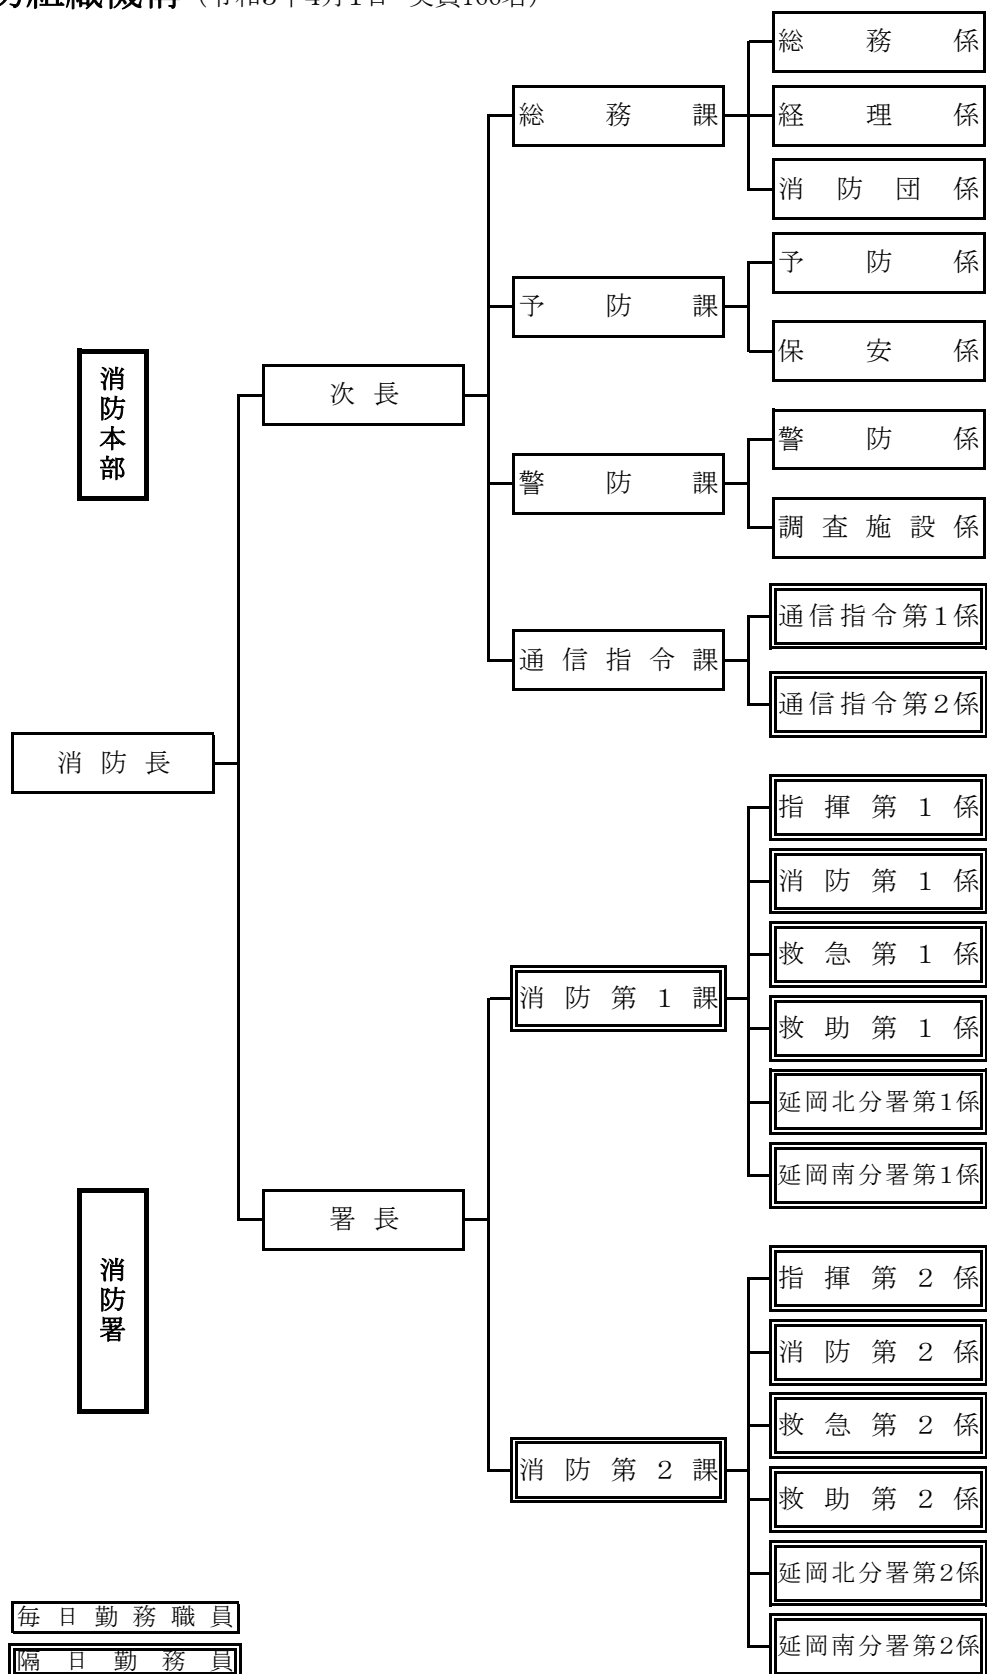 組織機構
総務係
総務課
経理係
消防団係
予防係
予防課
保安係
消防本部
次長
警防係
警防課
調査施設係
通信指令第1係
通信指令課
通信指令第2係
消防長
指揮第1係
消防第1係
救急第1係
消防第1課
救助第1係
延岡北分署第1係
延岡南分署第1係
署長
消防署
指揮第2係
消防第2係
救急第2係
消防第2課
救助第2係
延岡北分署第2係
延岡南分署第2係
毎日勤務職員
隔日勤務員